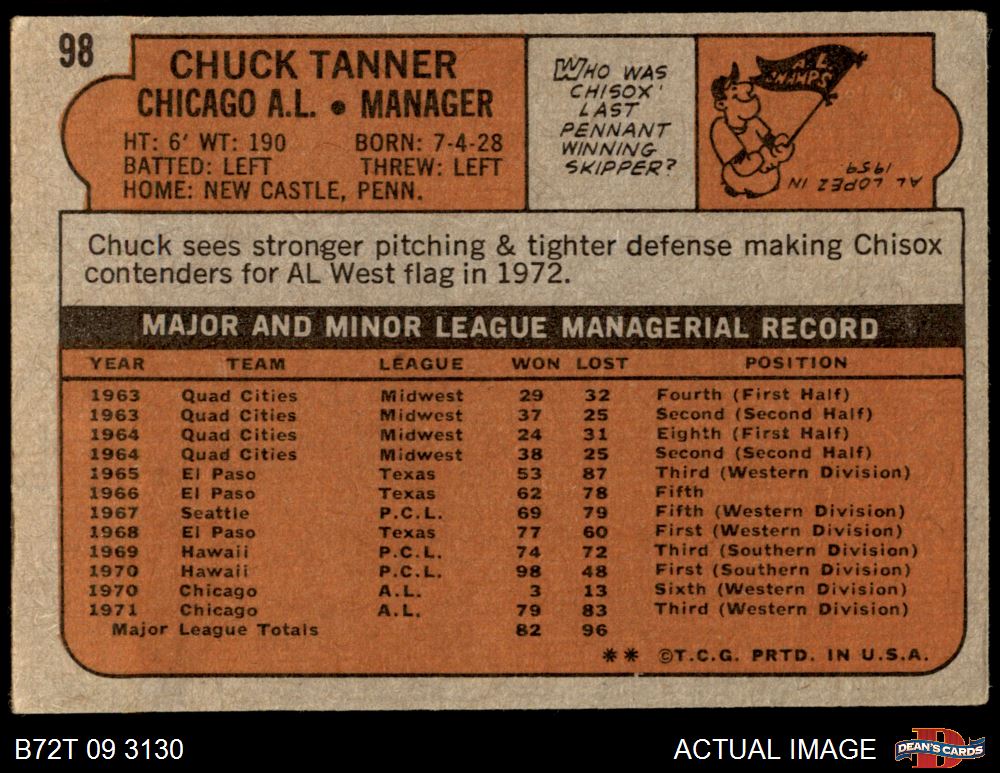 98
CHUCK TANNER
CHICAGO A.L. • MANAGER
HT: 6' WT: 190 BORN: 7-4-28
BATTED: LEFT THREW: LEFT
HOME: NEW CASTLE, PENN.
WHO WAS
CHISOX'
LAST
PENNANT
WINNING
SKIPPER?
A L
CHAMPS
AL LOPEZ IN
1959
Chuck sees stronger pitching & tighter defense making Chisox
contenders for AL West flag in 1972.
MAJOR AND MINOR LEAGUE MANAGERIAL RECORD
YEAR TEAM LEAGUE WON LOST POSITION
1963 Quad Cities Midwest 29 32 Fourth (First Half)
1963 Quad Cities Midwest 37 25 Second (Second Half)
1964 Quad Cities Midwest 24 31 Eighth (First Half)
1964 Quad Cities Midwest 38 25 Second (Second Half)
1965 El Paso Texas 53 87 Third (Western Division)
1966 El Paso Texas 62 78 Fifth
1967 Seattle P.C.L. 69 79 Fifth (Western Division)
1968 El Paso Texas 77 60 First (Western Division)
1969 Hawaii P.C.L. 74 72 Third (Southern Division)
1970 Hawaii P.C.L. 98 48 First (Southern Division)
1970 Chicago A.L. 3 13 Sixth (Western Division)
1971 Chicago A.L. 79 83 Third (Western Division)
Major League Totals 82 96
** ©T.C.G. PRTD. IN U.S.A.
B72T 09 3130 ACTUAL IMAGE
D
DEAN'S CARDS